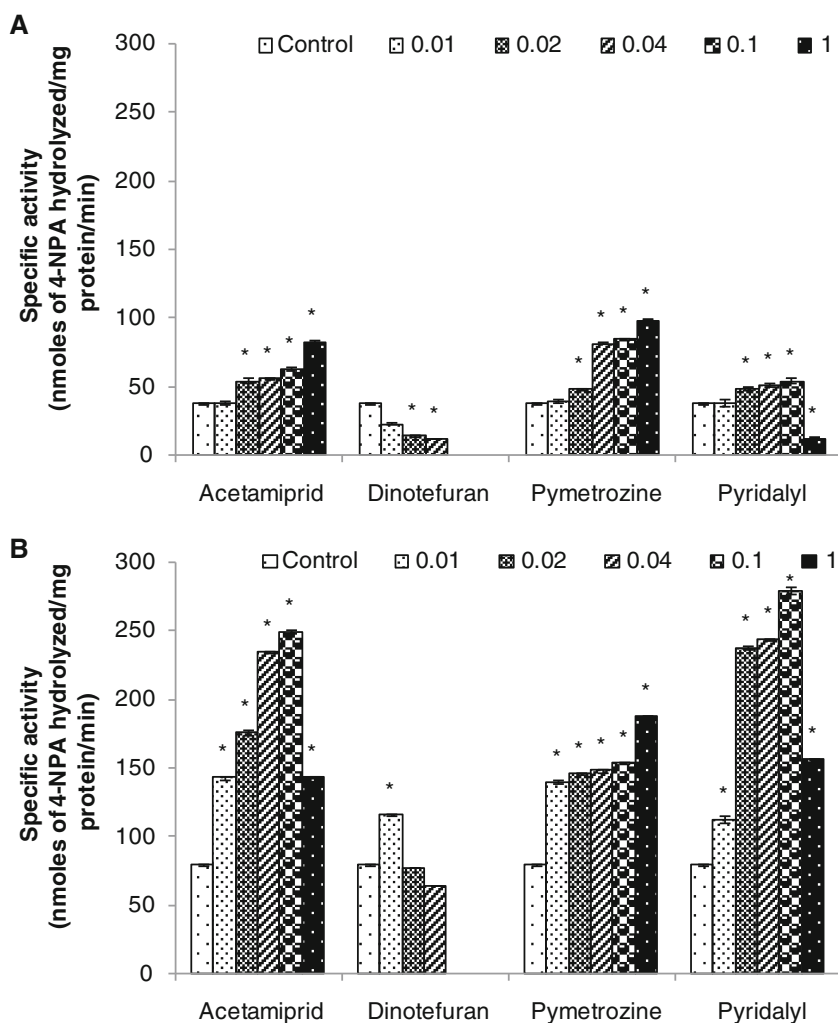 A
300
Control 0.01 0.02 0.04 0.1 1
250
200
150
100
50
0
Specific activity
(nmoles of 4-NPA hydrolyzed/mg
protein/min)
* * * *
* *
* * * *
* * * *
Acetamiprid Dinotefuran Pymetrozine Pyridalyl
B
300
Control 0.01 0.02 0.04 0.1 1
250
200
150
100
50
0
Specific activity
(nmoles of 4-NPA hydrolyzed/mg
protein/min)
* * * * *
*
* * * * *
* * * * *
Acetamiprid Dinotefuran Pymetrozine Pyridalyl